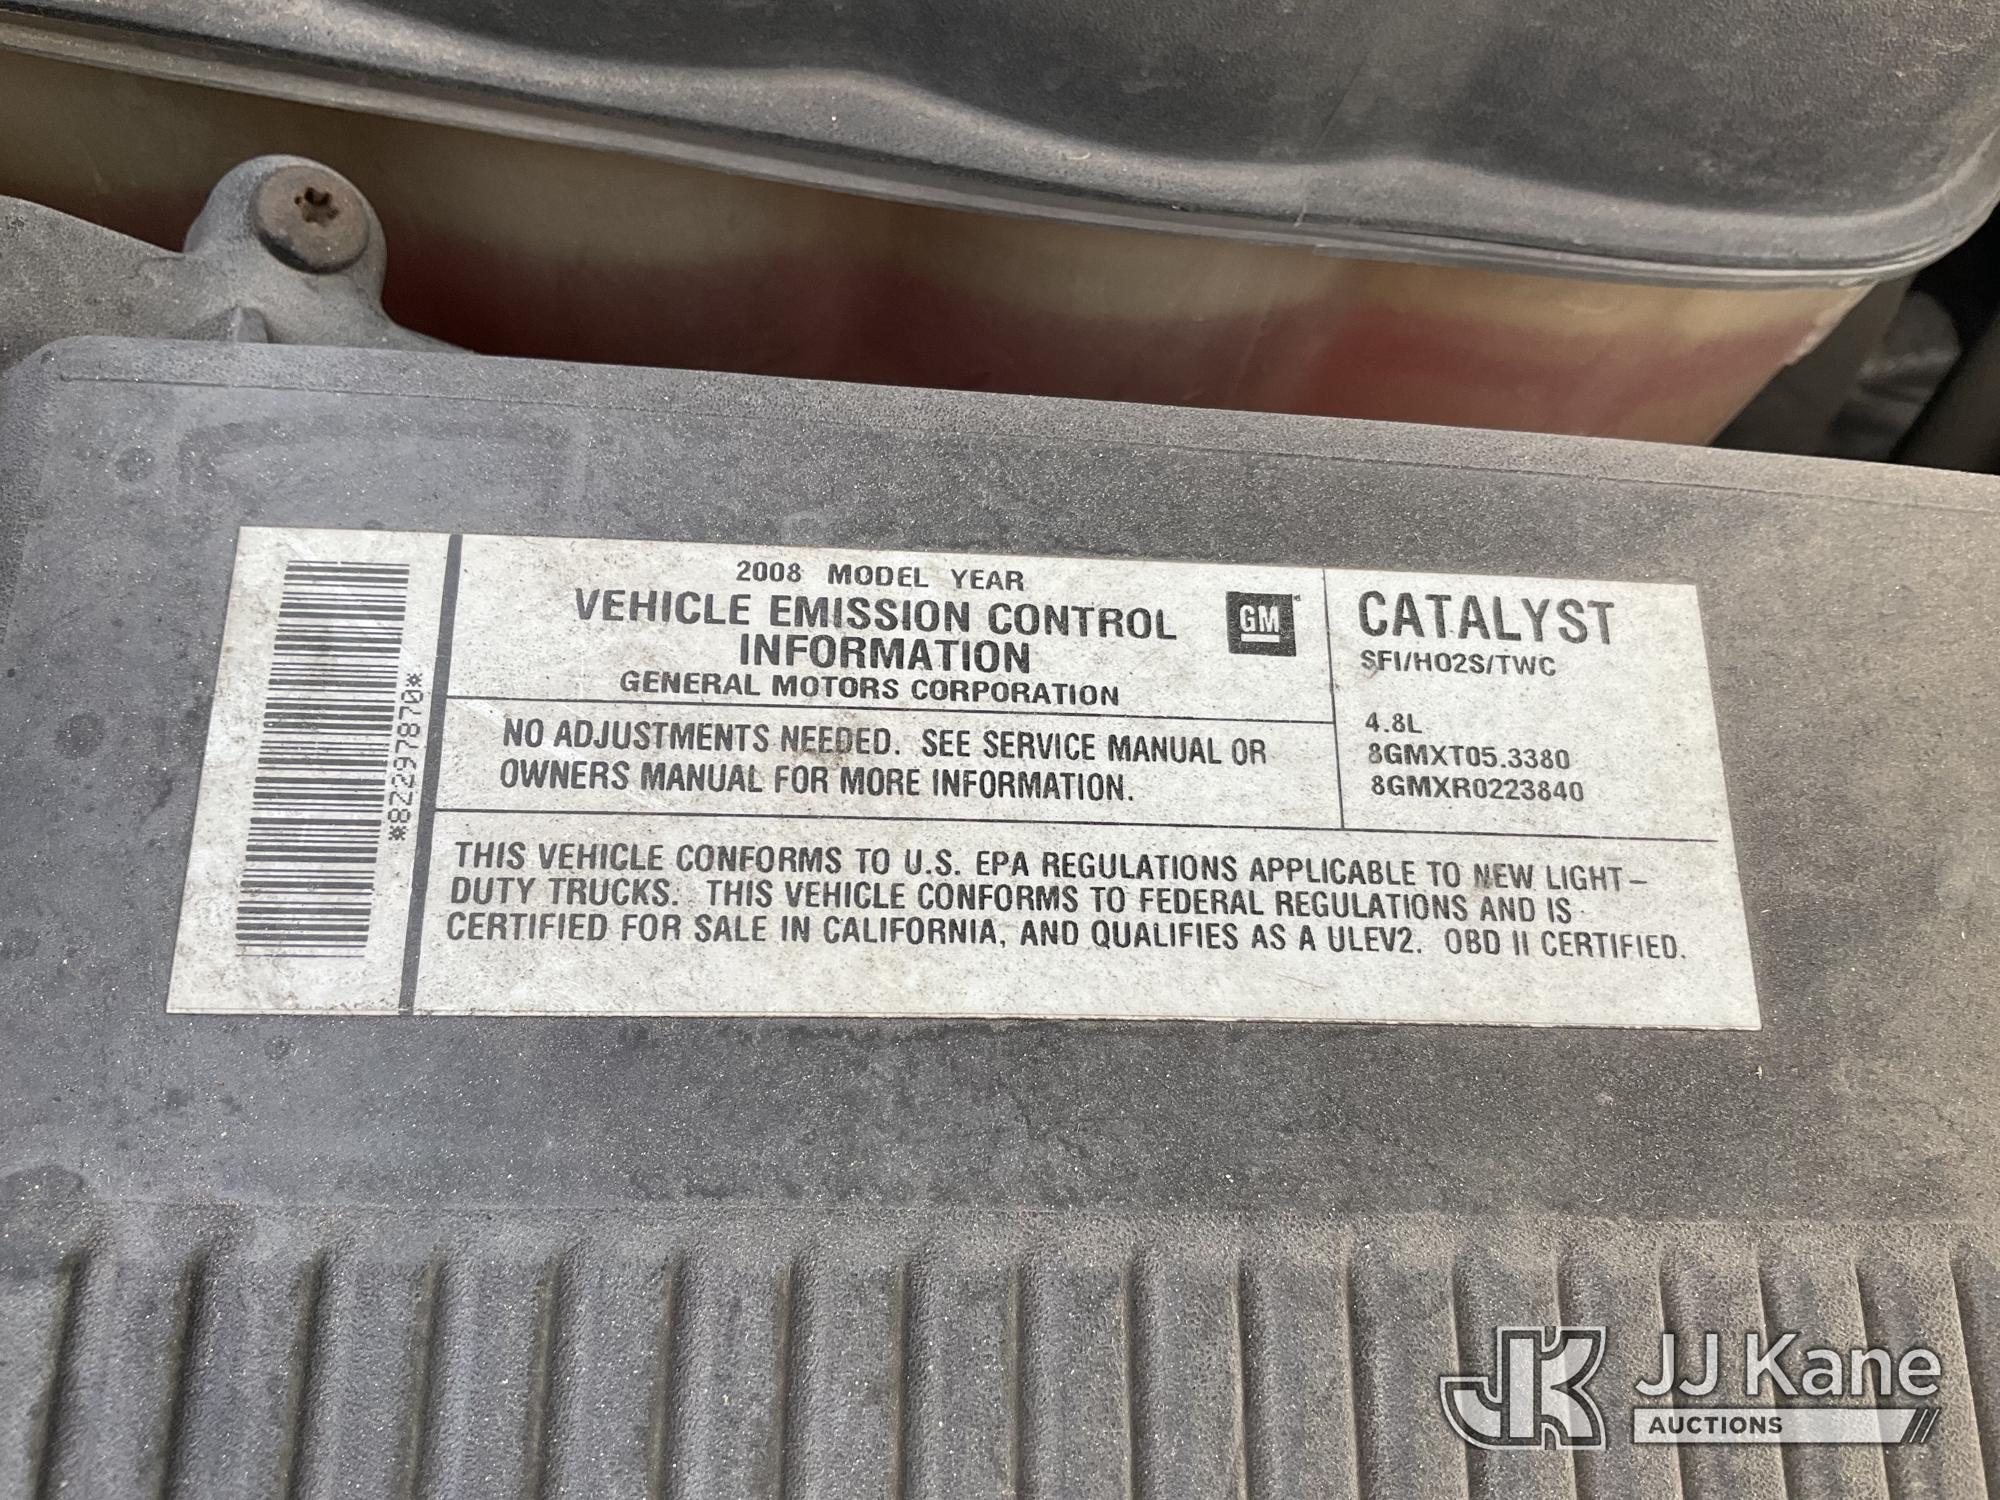 *82297870*
2008 MODEL YEAR
VEHICLE EMISSION CONTROL
INFORMATION
GENERAL MOTORS CORPORATION
GM
NO ADJUSTMENTS NEEDED. SEE SERVICE MANUAL OR
OWNERS MANUAL FOR MORE INFORMATION.
CATALYST
SFI/HO2S/TWC
4.8L
8GMXT05.3380
8GMXR0223840
THIS VEHICLE CONFORMS TO U.S. EPA REGULATIONS APPLICABLE TO NEW LIGHT-
DUTY TRUCKS. THIS VEHICLE CONFORMS TO FEDERAL REGULATIONS AND IS
CERTIFIED FOR SALE IN CALIFORNIA, AND QUALIFIES AS A ULEV2. OBD II CERTIFIED.
JK JJ Kane
AUCTIONS